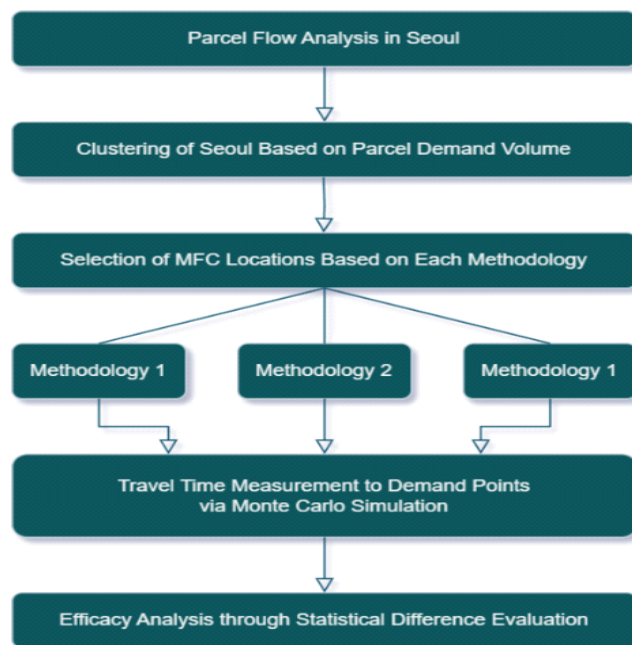 Parcel Flow Analysis in Seoul
Clustering of Seoul Based on Parcel Demand Volume
Selection of MFC Locations Based on Each Methodology
Methodology 1
Methodology 2
Methodology 1
Travel Time Measurement to Demand Points
via Monte Carlo Simulation
Efficacy Analysis through Statistical Difference Evaluation